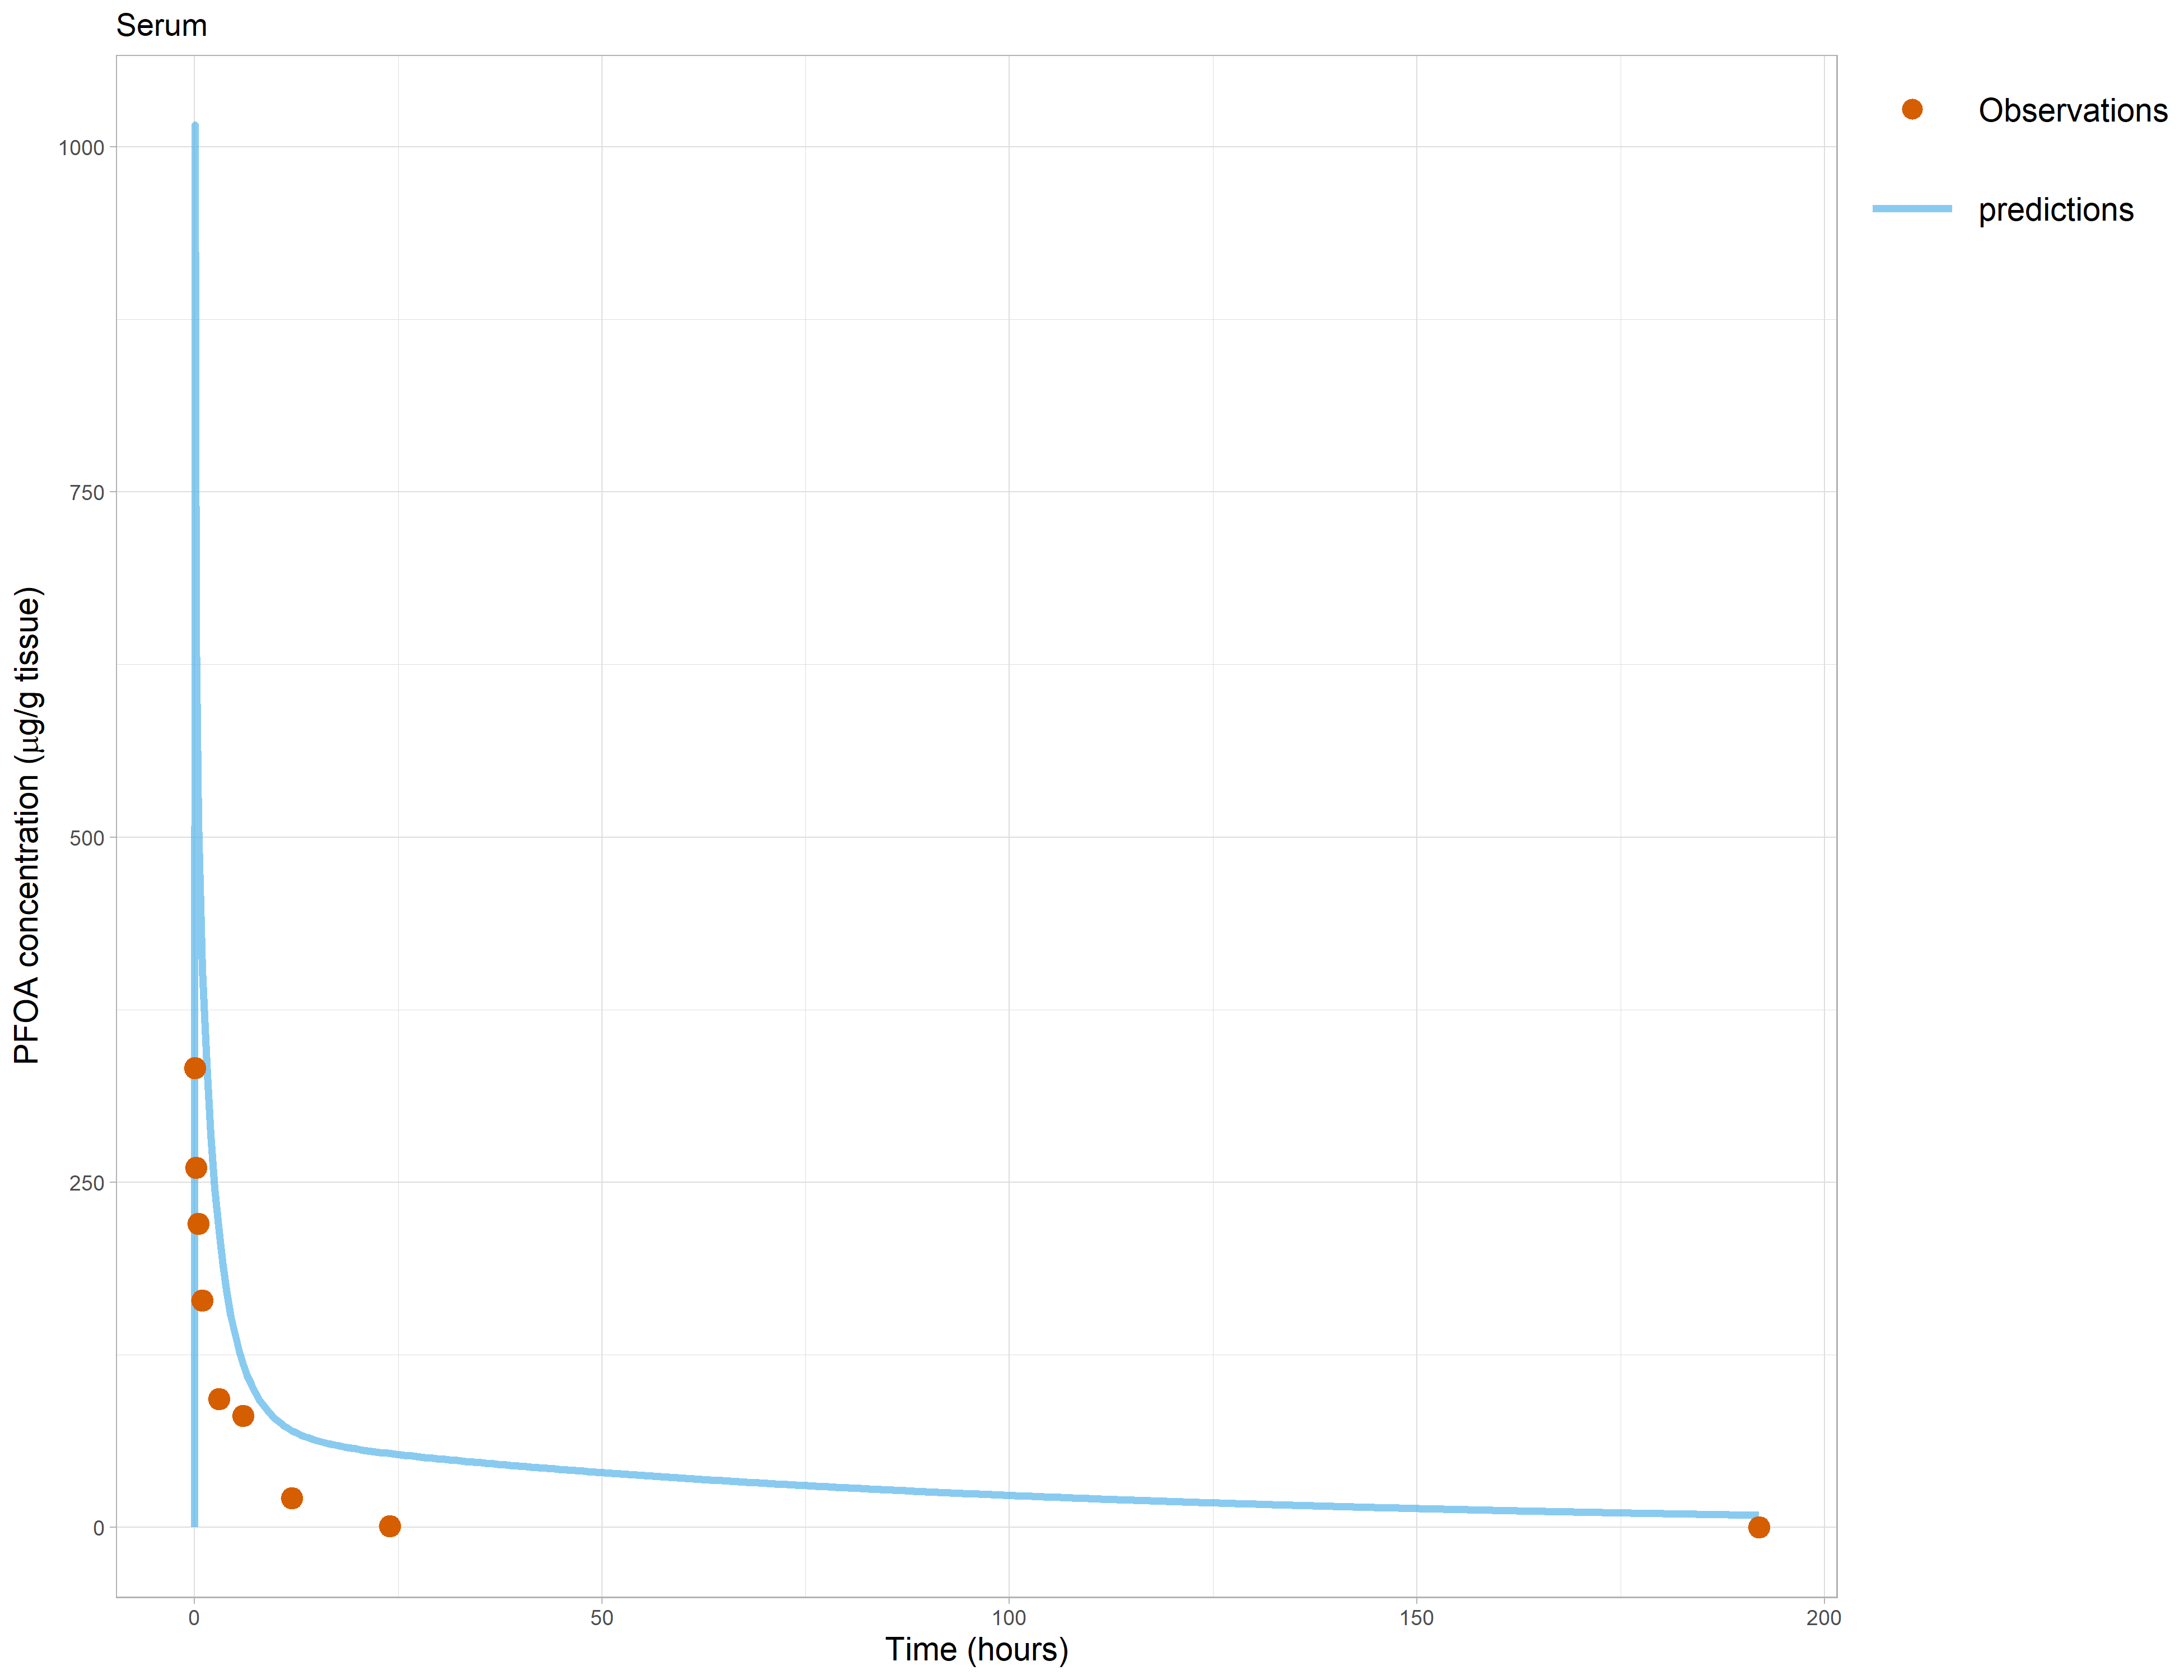 Serum
1000
750
500
250
0
PFOA concentration (μg/g tissue)
0
50
100
150
200
Time (hours)
Observations
predictions